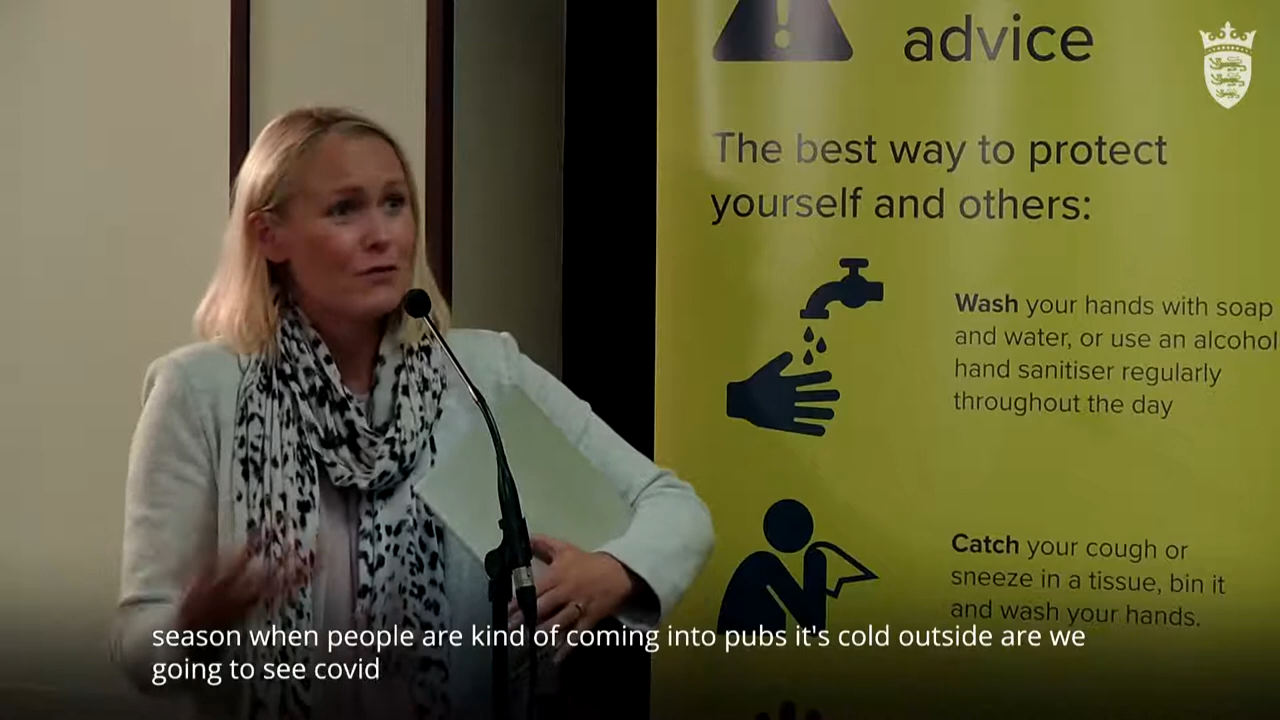 advice
The best way to protect
yourself and others:
Wash your hands with soap
and water, or use an alcohol
hand sanitiser regularly
throughout the day
Catch your cough or
sneeze in a tissue, bin it
and wash your hands.
season when people are kind of coming into pubs it's cold outside are we
going to see covid